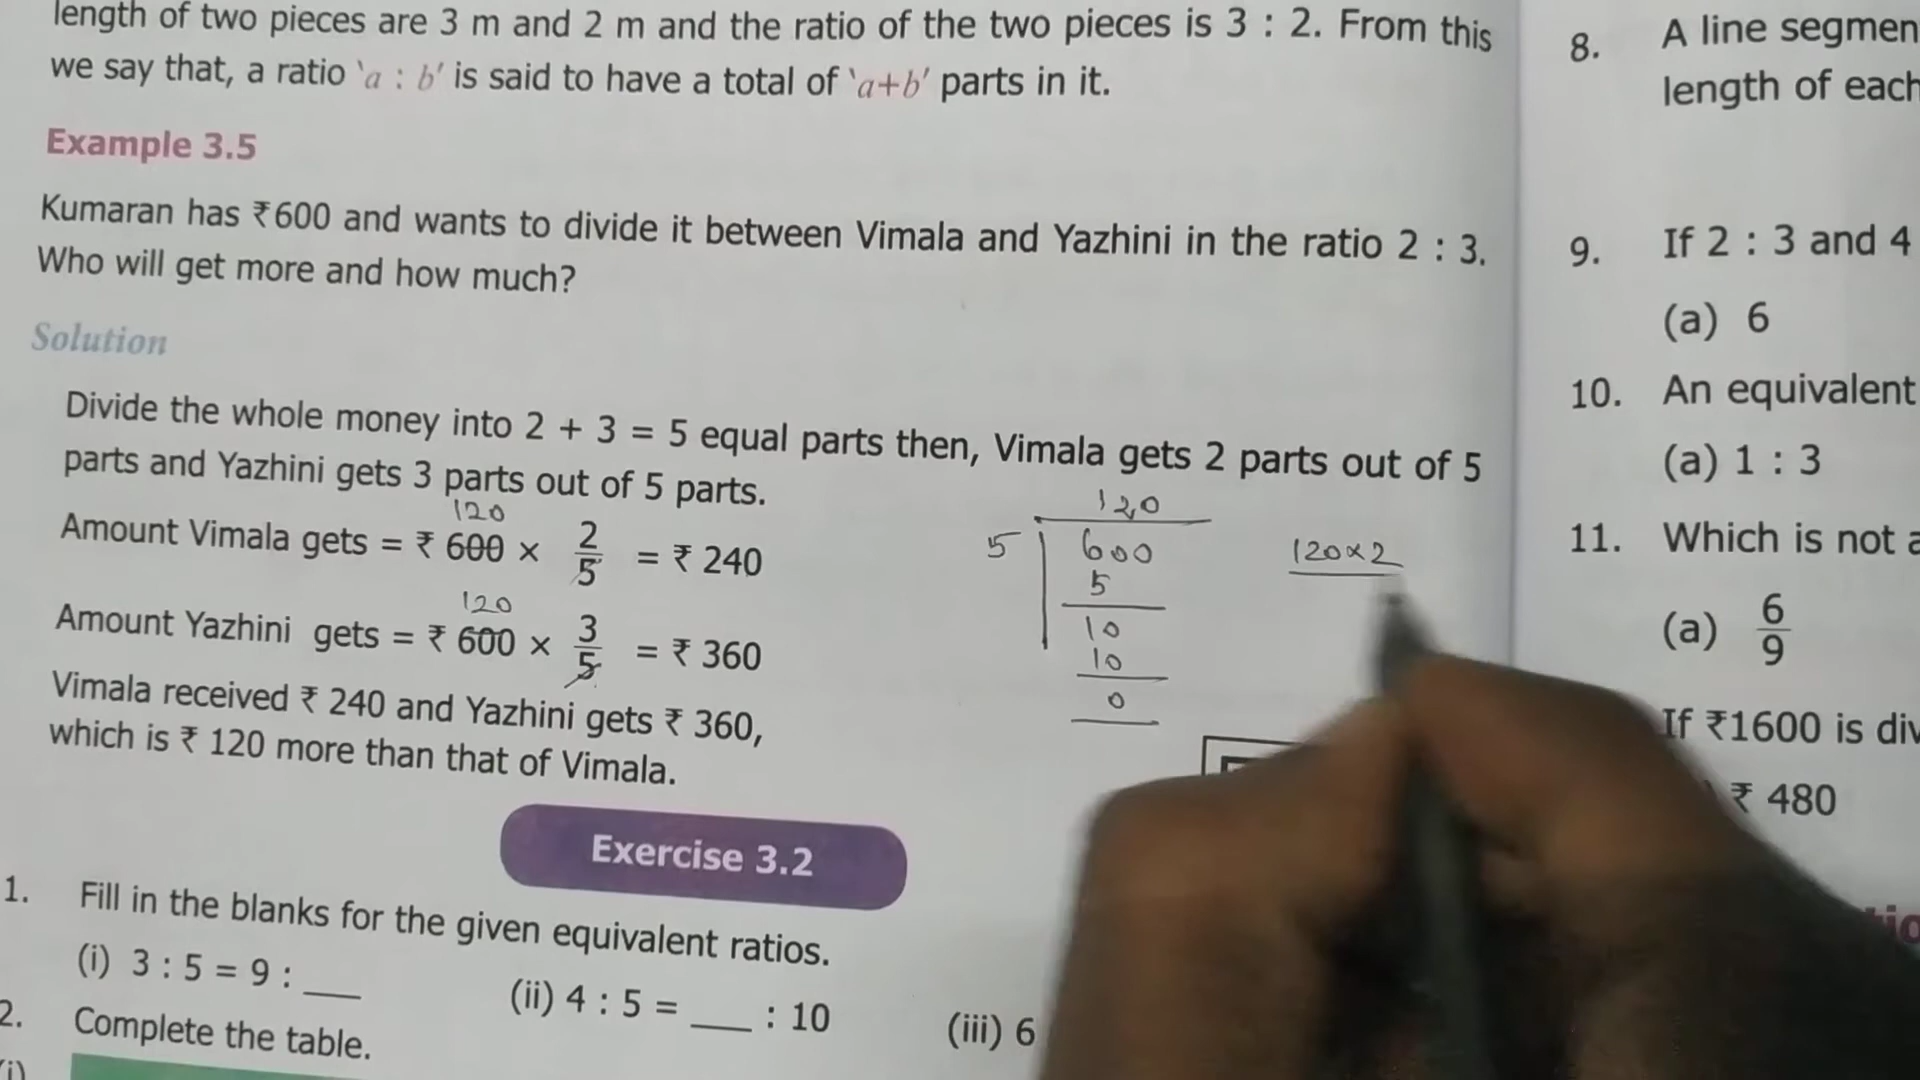 length of two pieces are 3 m and 2 m and the ratio of the two pieces is 3 : 2. From this
we say that, a ratio ‘a : b’ is said to have a total of ‘a+b’ parts in it.
Example 3.5
Kumaran has ₹600 and wants to divide it between Vimala and Yazhini in the ratio 2 : 3.
Who will get more and how much?
Solution
Divide the whole money into 2 + 3 = 5 equal parts then, Vimala gets 2 parts out of 5
parts and Yazhini gets 3 parts out of 5 parts.
120
Amount Vimala gets = ₹ 600 × 2/5 = ₹ 240
120
Amount Yazhini gets = ₹ 600 × 3/5 = ₹ 360
Vimala received ₹ 240 and Yazhini gets ₹ 360,
which is ₹ 120 more than that of Vimala.
120
5 600
5
10
10
0
120×2
Exercise 3.2
1. Fill in the blanks for the given equivalent ratios.
(i) 3 : 5 = 9 : ___
(ii) 4 : 5 = ___ : 10
(iii) 6
2. Complete the table.
(i)
8. A line segmen
length of each
9. If 2 : 3 and 4
(a) 6
10. An equivalent
(a) 1 : 3
11. Which is not a
(a) 6/9
If ₹1600 is div
₹ 480